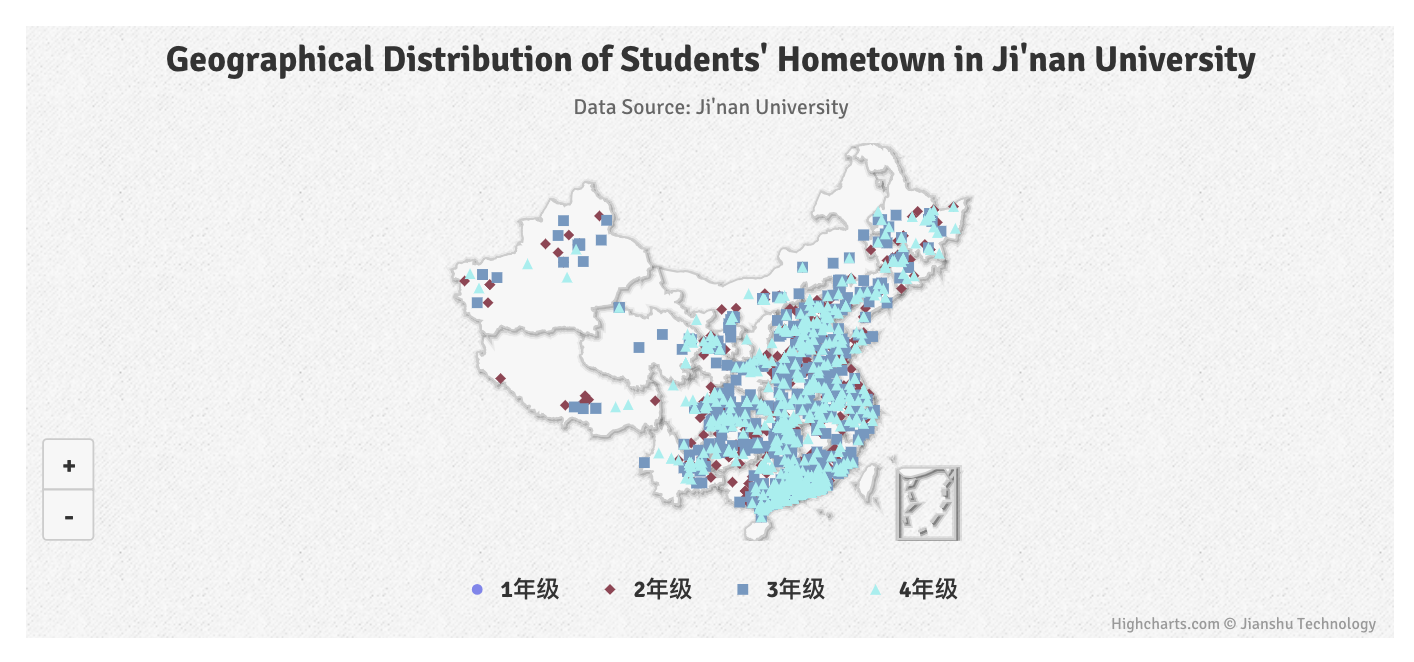 Geographical Distribution of Students' Hometown in Ji'nan University
Data Source: Ji'nan University
+
-
1年级 2年级 3年级 4年级
Highcharts.com © Jianshu Technology